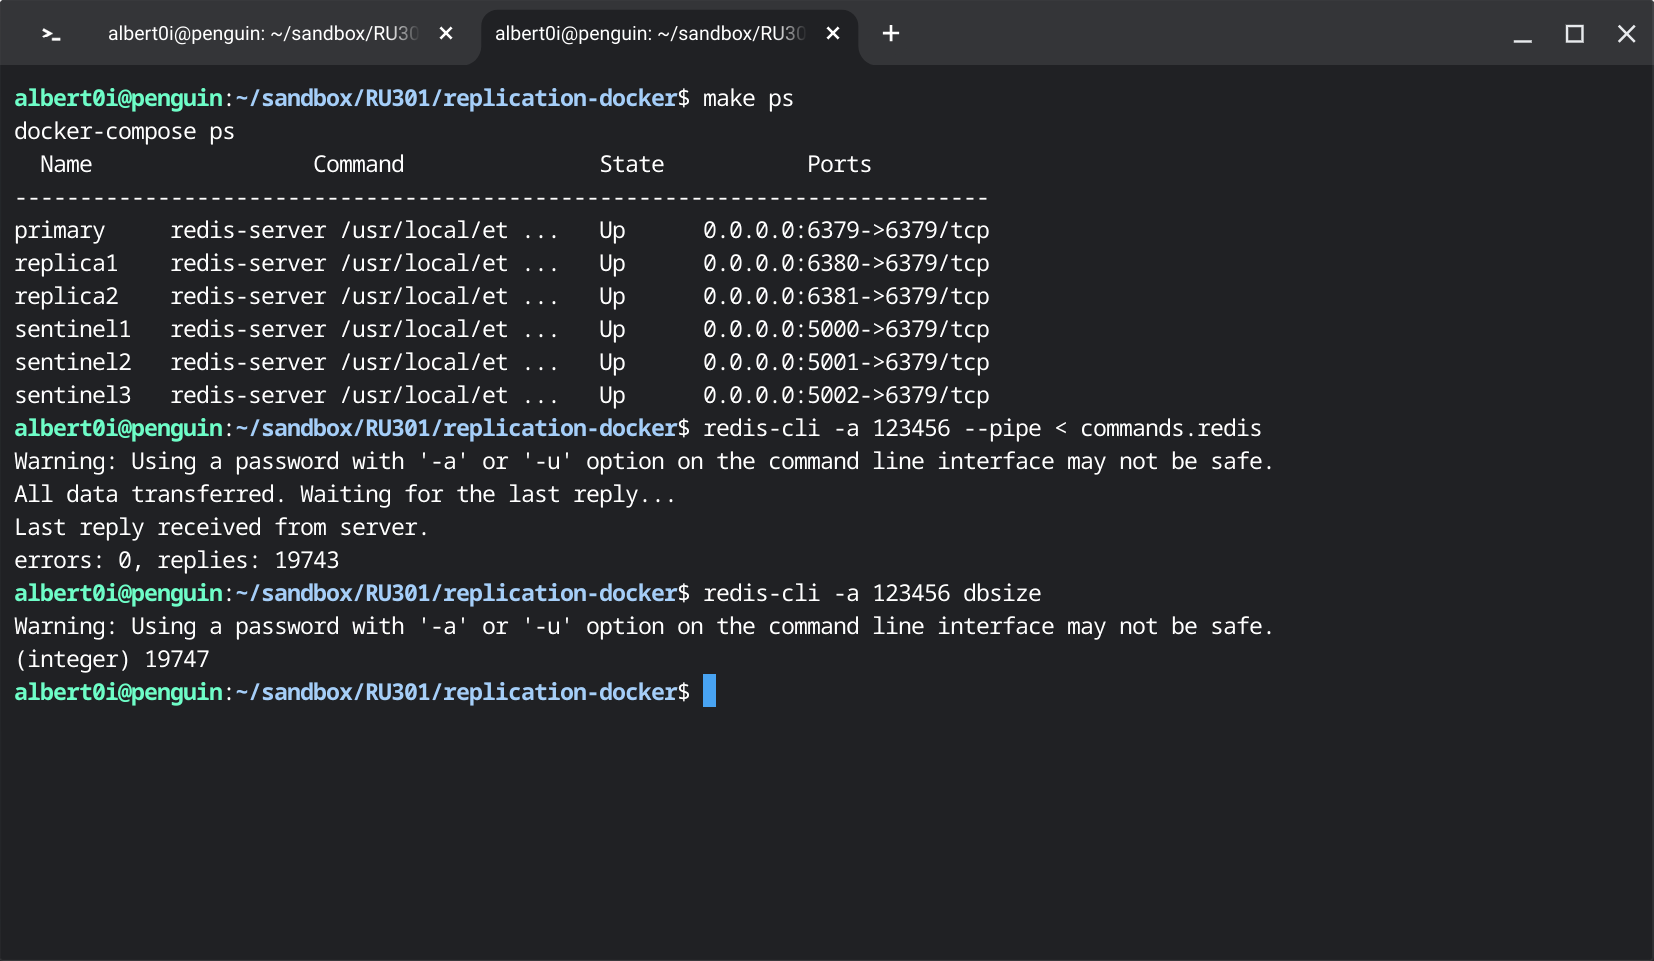 >_ albert0i@penguin: ~/sandbox/RU30 × albert0i@penguin: ~/sandbox/RU30 × +
albert0i@penguin:~/sandbox/RU301/replication-docker$ make ps
docker-compose ps
  Name                 Command               State           Ports
---------------------------------------------------------------------------
primary     redis-server /usr/local/et ...   Up      0.0.0.0:6379->6379/tcp
replica1    redis-server /usr/local/et ...   Up      0.0.0.0:6380->6379/tcp
replica2    redis-server /usr/local/et ...   Up      0.0.0.0:6381->6379/tcp
sentinel1   redis-server /usr/local/et ...   Up      0.0.0.0:5000->6379/tcp
sentinel2   redis-server /usr/local/et ...   Up      0.0.0.0:5001->6379/tcp
sentinel3   redis-server /usr/local/et ...   Up      0.0.0.0:5002->6379/tcp
albert0i@penguin:~/sandbox/RU301/replication-docker$ redis-cli -a 123456 --pipe < commands.redis
Warning: Using a password with '-a' or '-u' option on the command line interface may not be safe.
All data transferred. Waiting for the last reply...
Last reply received from server.
errors: 0, replies: 19743
albert0i@penguin:~/sandbox/RU301/replication-docker$ redis-cli -a 123456 dbsize
Warning: Using a password with '-a' or '-u' option on the command line interface may not be safe.
(integer) 19747
albert0i@penguin:~/sandbox/RU301/replication-docker$